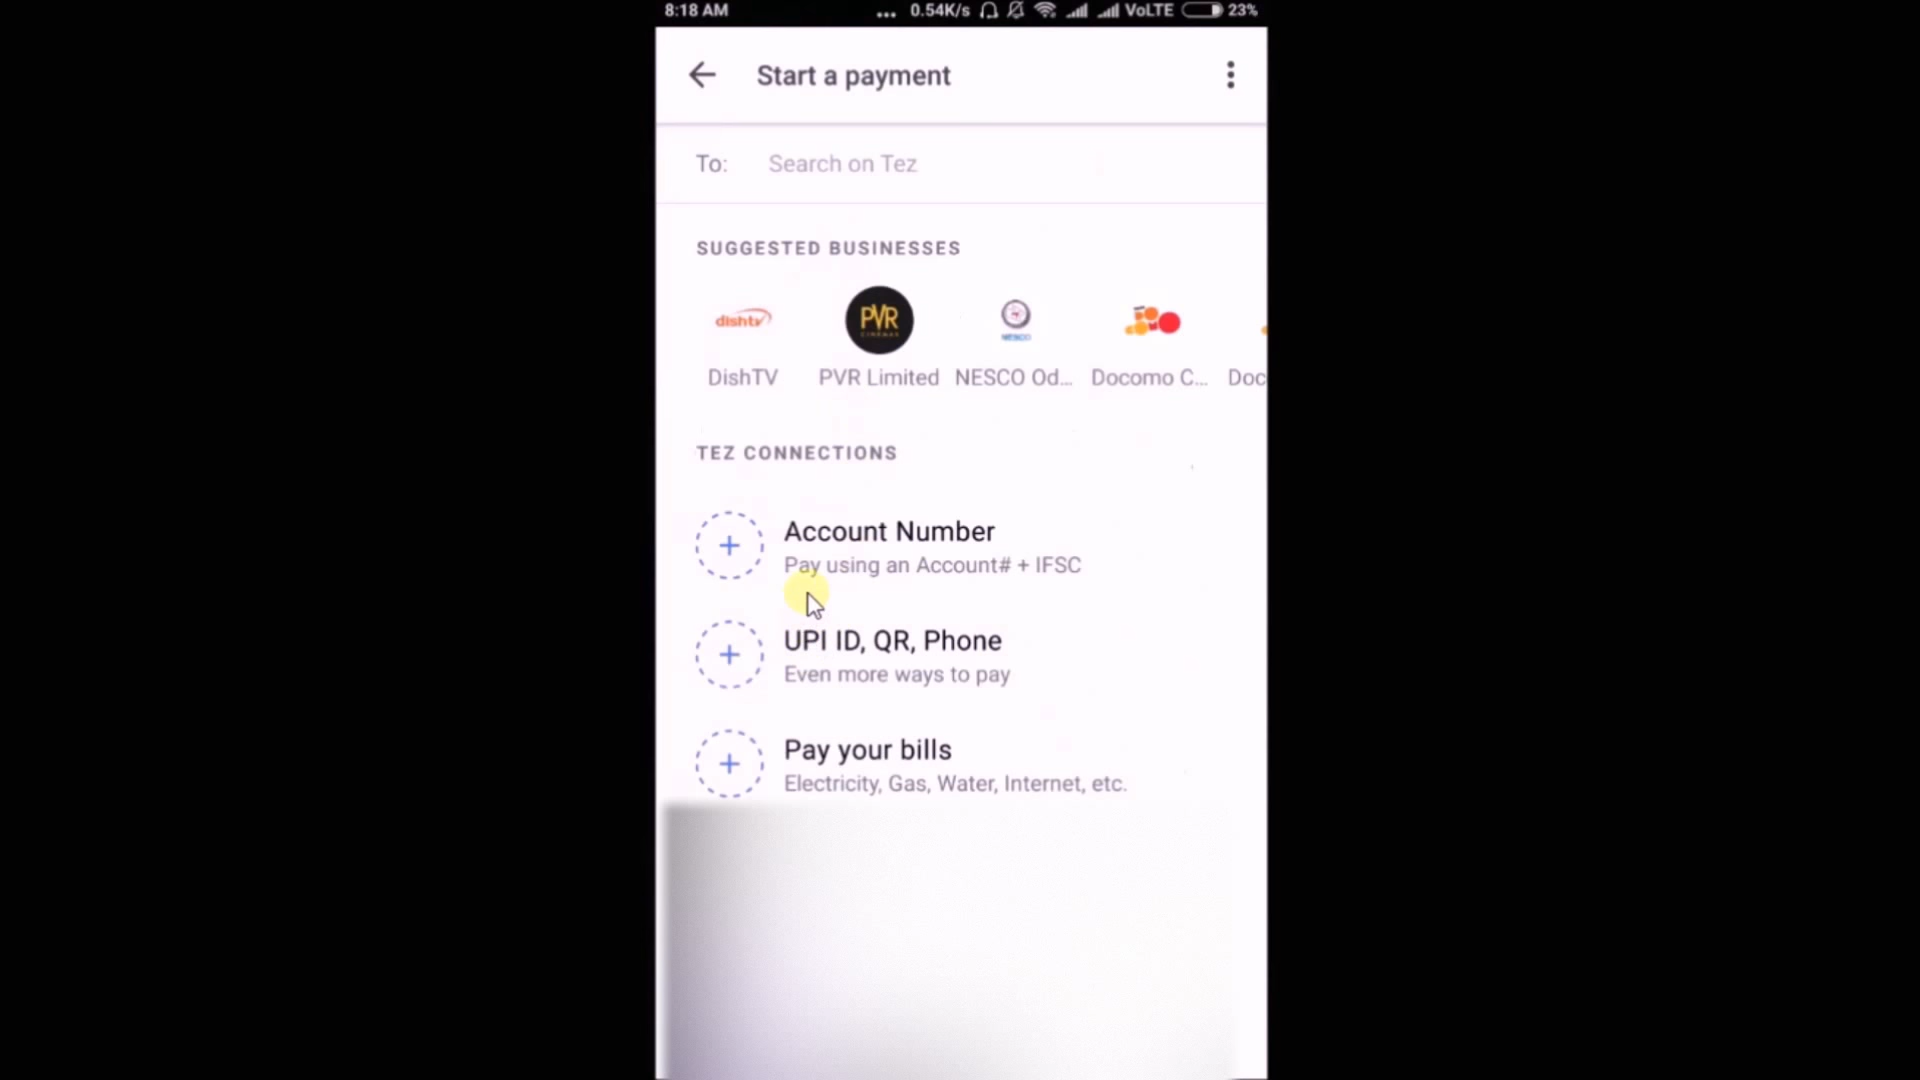 8:18 AM ... 0.54K/s VoLTE 23%
Start a payment
To: Search on Tez
SUGGESTED BUSINESSES
dishtv PVR CINEMAS NESCO
DishTV PVR Limited NESCO Od... Docomo C... Doc
TEZ CONNECTIONS
Account Number
Pay using an Account# + IFSC
UPI ID, QR, Phone
Even more ways to pay
Pay your bills
Electricity, Gas, Water, Internet, etc.